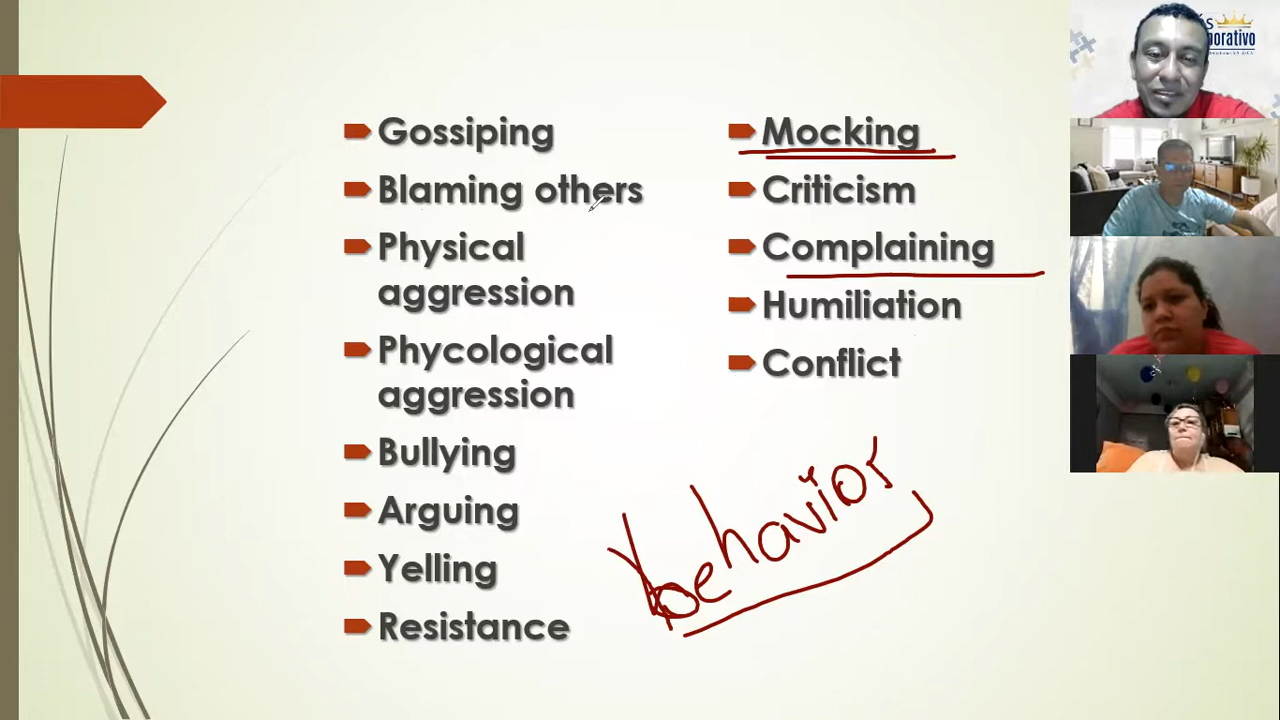 Gossiping
Blaming others
Physical
aggression
Phycological
aggression
Bullying
Arguing
Yelling
Resistance
Mocking
Criticism
Complaining
Humiliation
Conflict
behavior